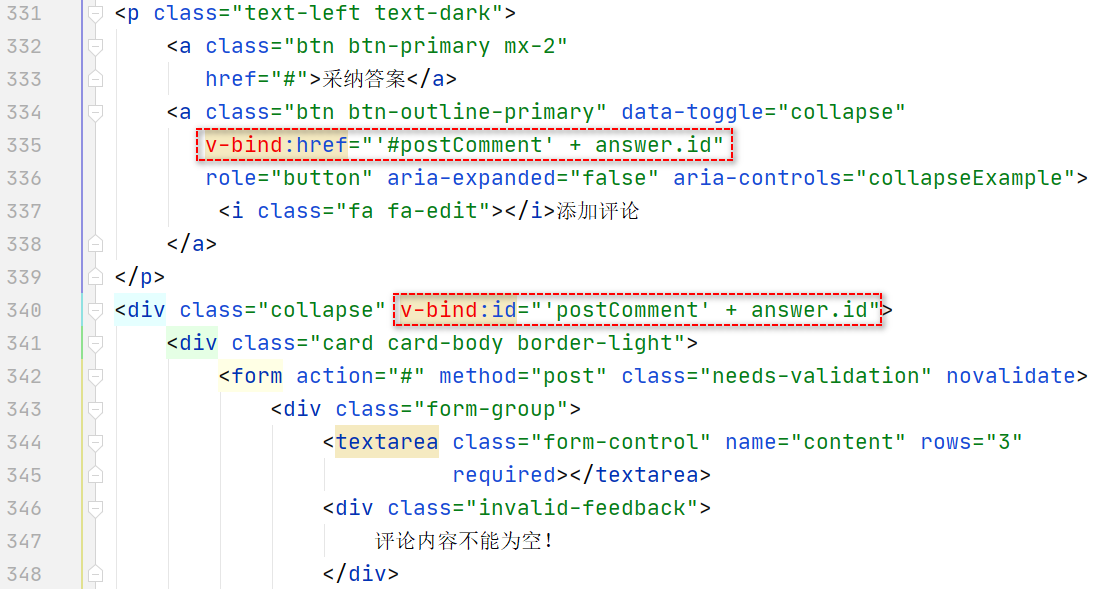 331 <p class="text-left text-dark">
332 <a class="btn btn-primary mx-2"
333 href="#">采纳答案</a>
334 <a class="btn btn-outline-primary" data-toggle="collapse"
335 v-bind:href="'#postComment' + answer.id"
336 role="button" aria-expanded="false" aria-controls="collapseExample">
337 <i class="fa fa-edit"></i>添加评论
338 </a>
339 </p>
340 <div class="collapse" v-bind:id="'postComment' + answer.id">
341 <div class="card card-body border-light">
342 <form action="#" method="post" class="needs-validation" novalidate>
343 <div class="form-group">
344 <textarea class="form-control" name="content" rows="3"
345 required></textarea>
346 <div class="invalid-feedback">
347 评论内容不能为空！
348 </div>